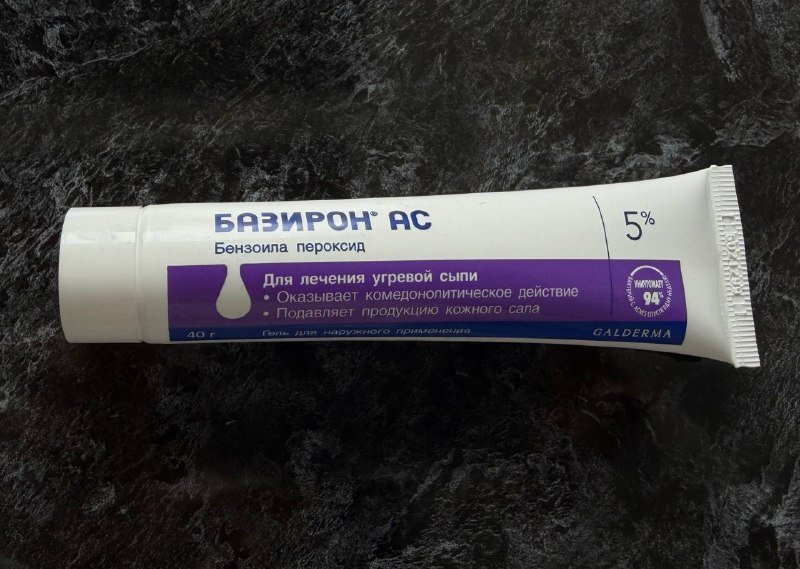 БАЗИРОН® АС
Бензоила пероксид
5%
Для лечения угревой сыпи
• Оказывает комедонолитическое действие
• Подавляет продукцию кожного сала
УНИЧТОЖАЕТ
94%
40 г
Гель для наружного применения
GALDERMA